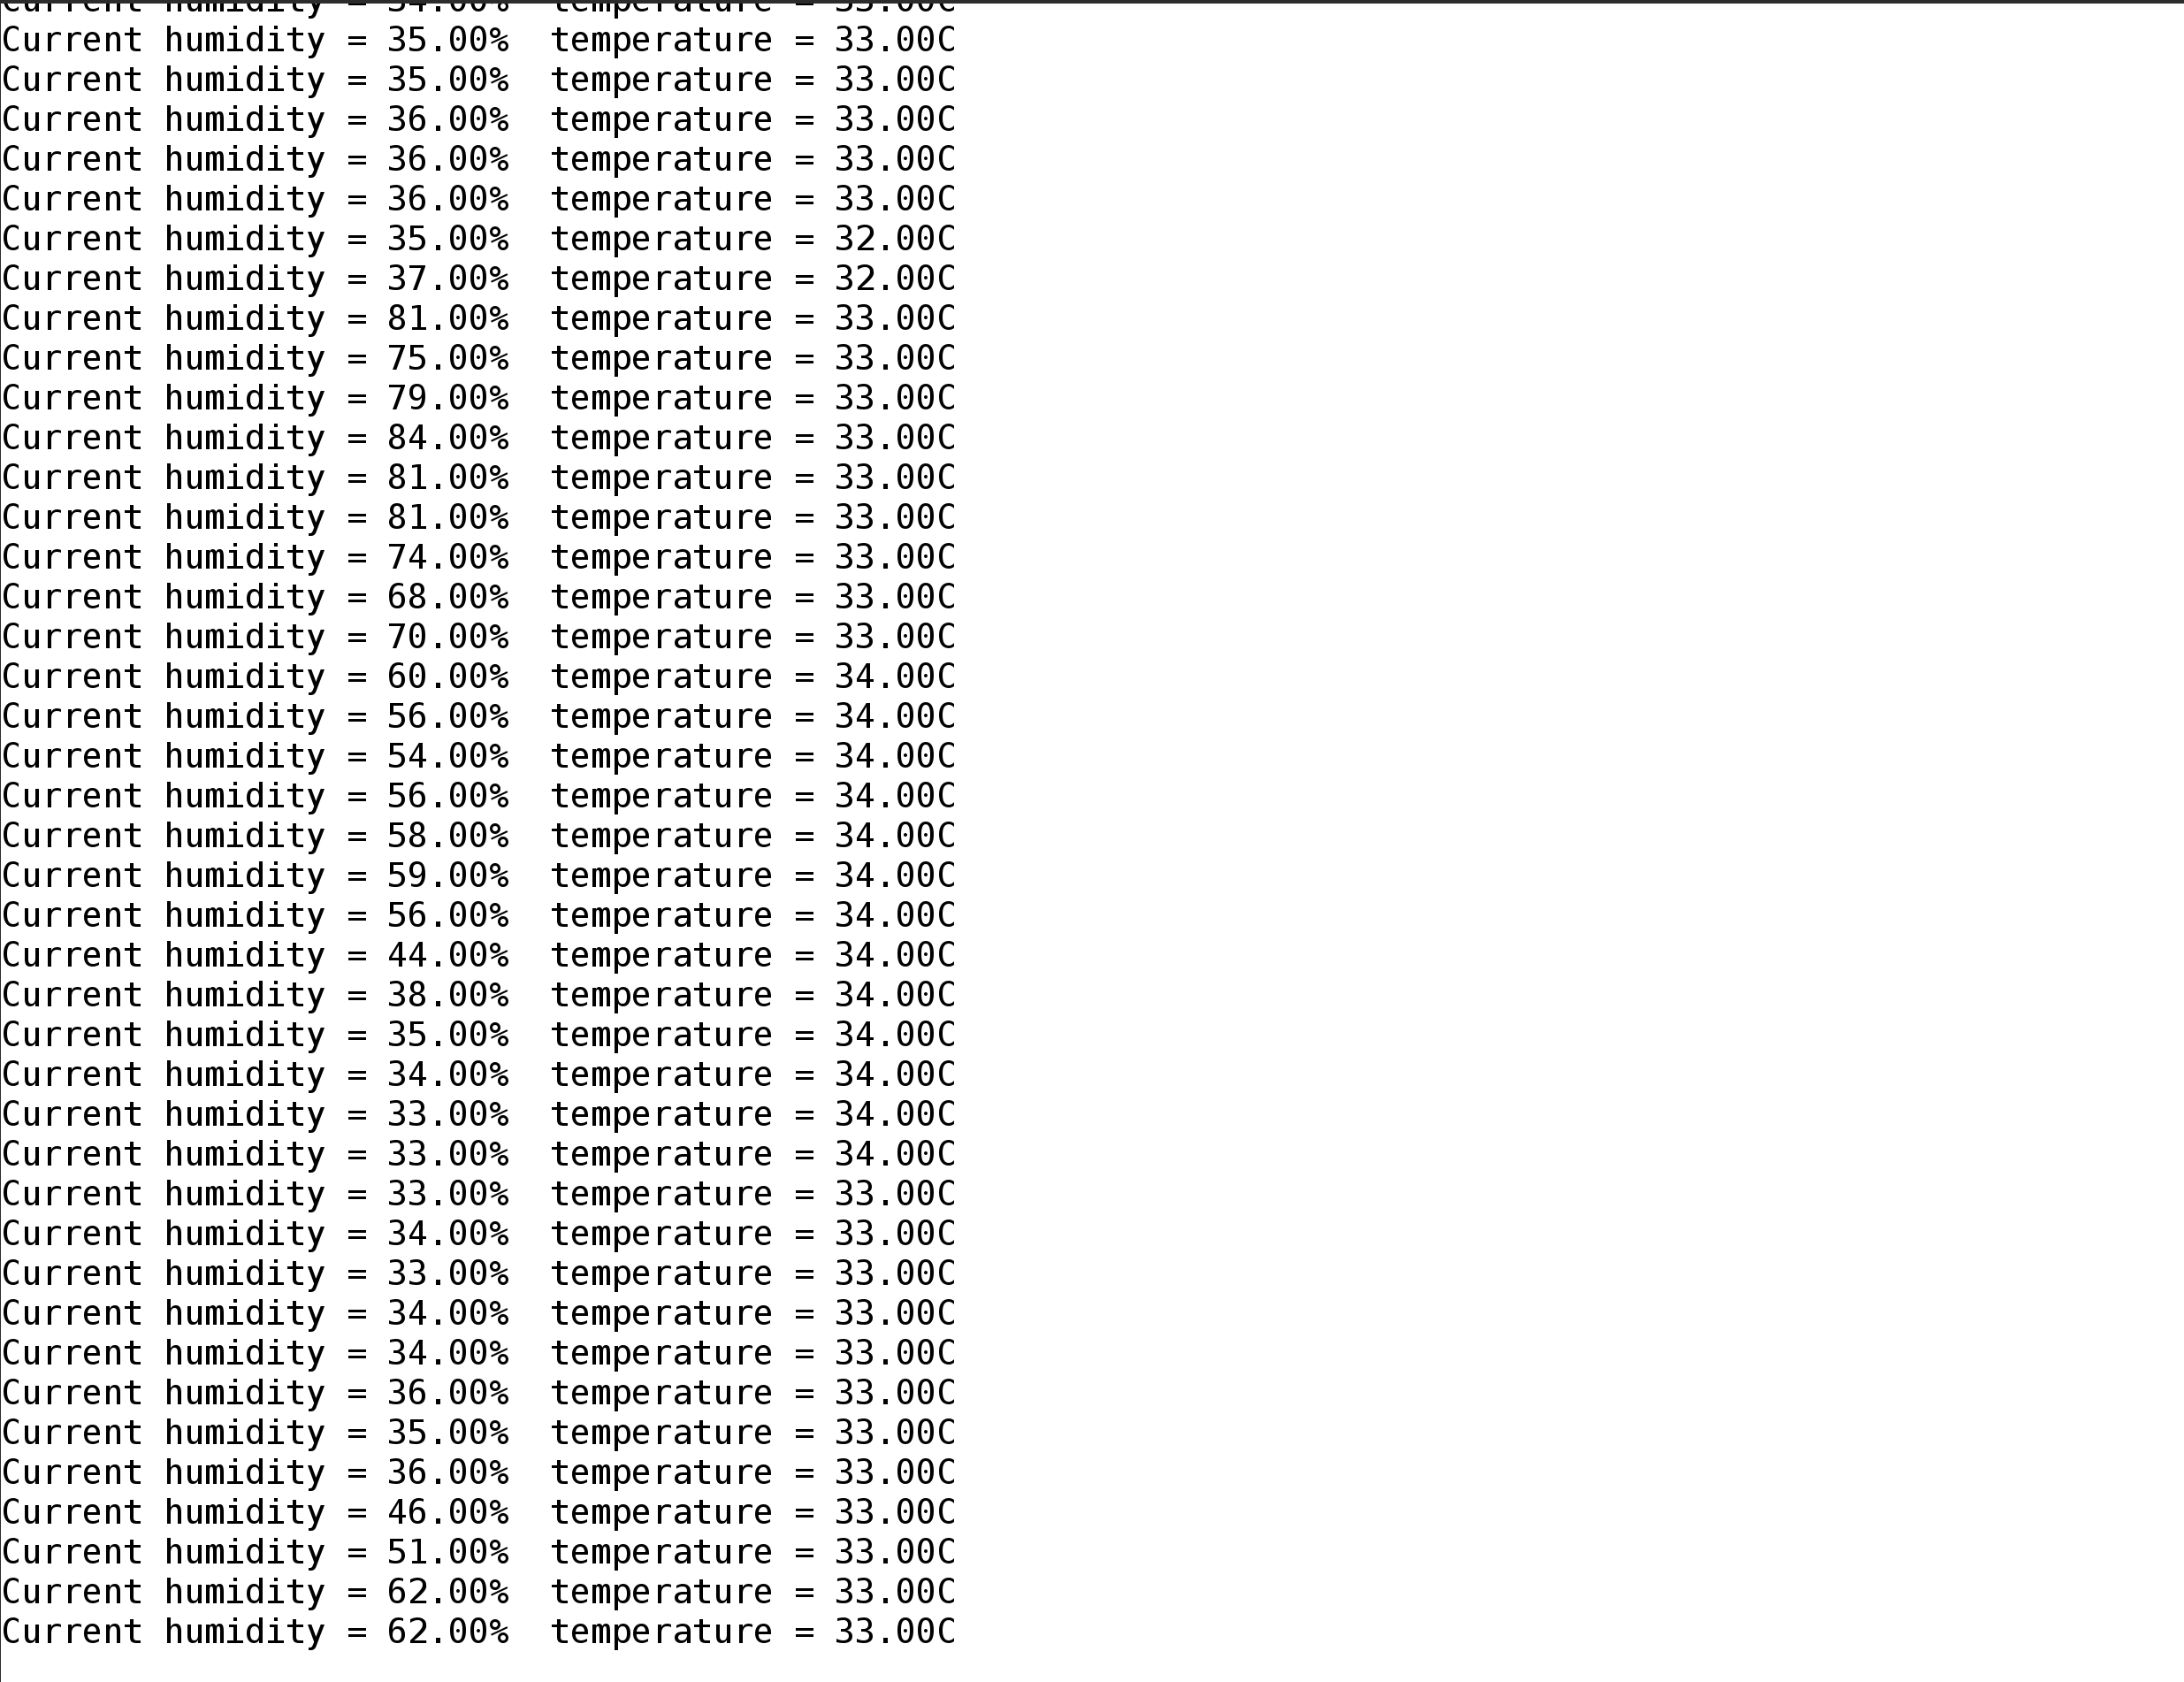 Current humidity = 34.00%  temperature = 33.00C
Current humidity = 35.00%  temperature = 33.00C
Current humidity = 35.00%  temperature = 33.00C
Current humidity = 36.00%  temperature = 33.00C
Current humidity = 36.00%  temperature = 33.00C
Current humidity = 36.00%  temperature = 33.00C
Current humidity = 35.00%  temperature = 32.00C
Current humidity = 37.00%  temperature = 32.00C
Current humidity = 81.00%  temperature = 33.00C
Current humidity = 75.00%  temperature = 33.00C
Current humidity = 79.00%  temperature = 33.00C
Current humidity = 84.00%  temperature = 33.00C
Current humidity = 81.00%  temperature = 33.00C
Current humidity = 81.00%  temperature = 33.00C
Current humidity = 74.00%  temperature = 33.00C
Current humidity = 68.00%  temperature = 33.00C
Current humidity = 70.00%  temperature = 33.00C
Current humidity = 60.00%  temperature = 34.00C
Current humidity = 56.00%  temperature = 34.00C
Current humidity = 54.00%  temperature = 34.00C
Current humidity = 56.00%  temperature = 34.00C
Current humidity = 58.00%  temperature = 34.00C
Current humidity = 59.00%  temperature = 34.00C
Current humidity = 56.00%  temperature = 34.00C
Current humidity = 44.00%  temperature = 34.00C
Current humidity = 38.00%  temperature = 34.00C
Current humidity = 35.00%  temperature = 34.00C
Current humidity = 34.00%  temperature = 34.00C
Current humidity = 33.00%  temperature = 34.00C
Current humidity = 33.00%  temperature = 34.00C
Current humidity = 33.00%  temperature = 33.00C
Current humidity = 34.00%  temperature = 33.00C
Current humidity = 33.00%  temperature = 33.00C
Current humidity = 34.00%  temperature = 33.00C
Current humidity = 34.00%  temperature = 33.00C
Current humidity = 36.00%  temperature = 33.00C
Current humidity = 35.00%  temperature = 33.00C
Current humidity = 36.00%  temperature = 33.00C
Current humidity = 46.00%  temperature = 33.00C
Current humidity = 51.00%  temperature = 33.00C
Current humidity = 62.00%  temperature = 33.00C
Current humidity = 62.00%  temperature = 33.00C